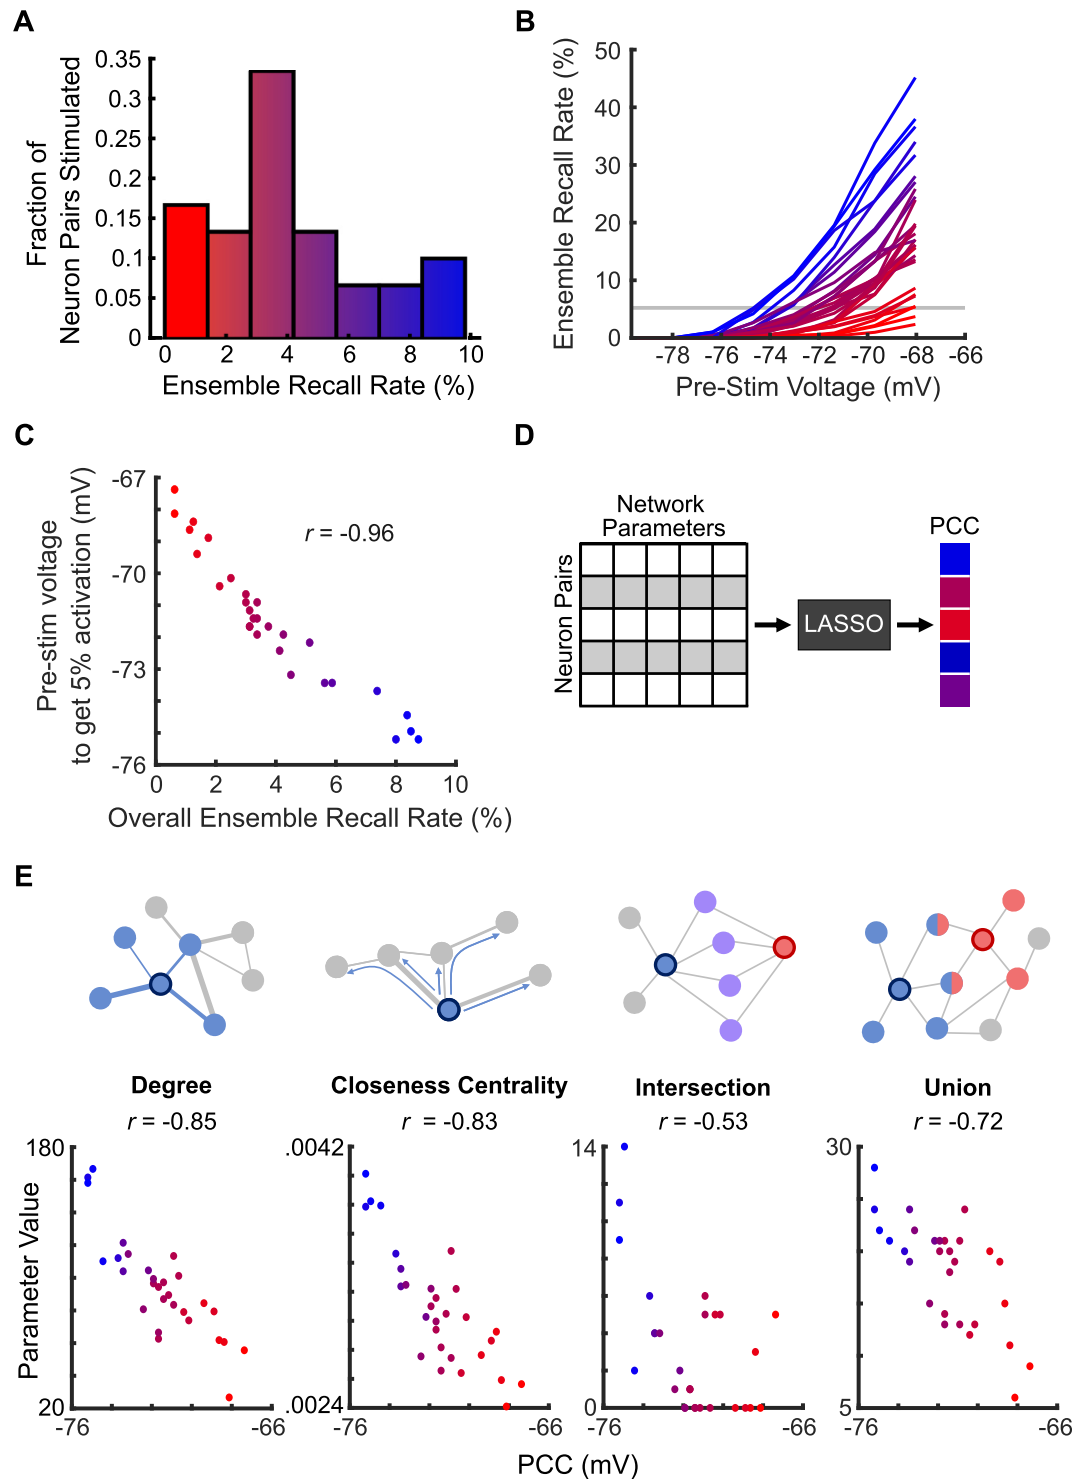 A
Fraction of
Neuron Pairs Stimulated
0.35
0.3
0.25
0.2
0.15
0.1
0.05
0
0 2 4 6 8 10
Ensemble Recall Rate (%)
B
Ensemble Recall Rate (%)
50
40
30
20
10
0
-78 -76 -74 -72 -70 -68 -66
Pre-Stim Voltage (mV)
C
Pre-stim voltage
to get 5% activation (mV)
-67
-70
-73
-76
r = -0.96
0 2 4 6 8 10
Overall Ensemble Recall Rate (%)
D
Network
Parameters
Neuron Pairs
LASSO
PCC
E
Degree
r = -0.85
Closeness Centrality
r = -0.83
Intersection
r = -0.53
Union
r = -0.72
Parameter Value
180
20
-76 -66
.0042
.0024
-76 -66
14
0
-76 -66
30
5
-76 -66
PCC (mV)